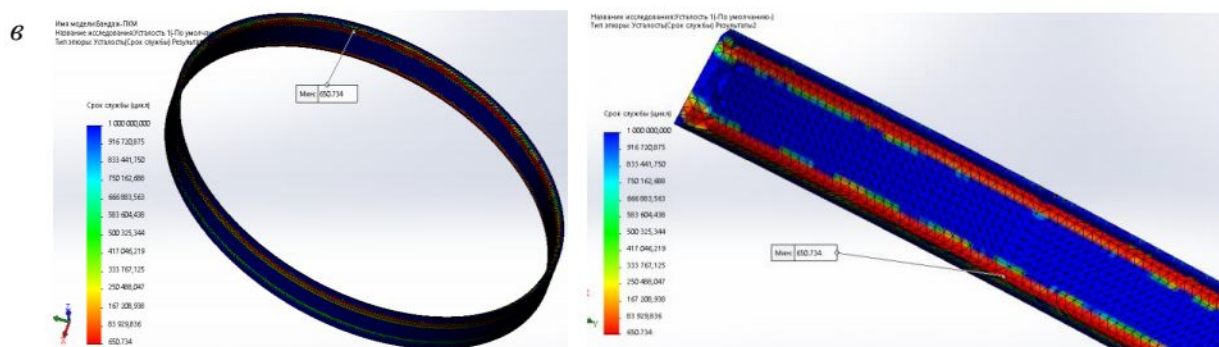 в
Имя модели:Бандаж-ПКМ
Название исследования:Усталость 1(-По умолчанию-)
Тип эпюры: Усталость(Срок службы) Результаты2
Мин: 650.734
Срок службы (цикл)
1 000 000,000
916 720,875
833 441,750
750 162,688
666 883,563
583 604,438
500 325,344
417 046,219
333 767,125
250 488,047
167 208,938
83 929,836
650.734
Z
Названия исследования:Усталость 1(-По умолчанию-)
Тип эпюры: Усталость(Срок службы) Результаты2
Срок службы (цикл)
1 000 000,000
916 720,875
833 441,750
750 162,688
666 883,563
583 604,438
500 325,344
417 046,219
333 767,125
250 488,047
167 208,938
83 929,836
650.734
Мин: 650.734
Y